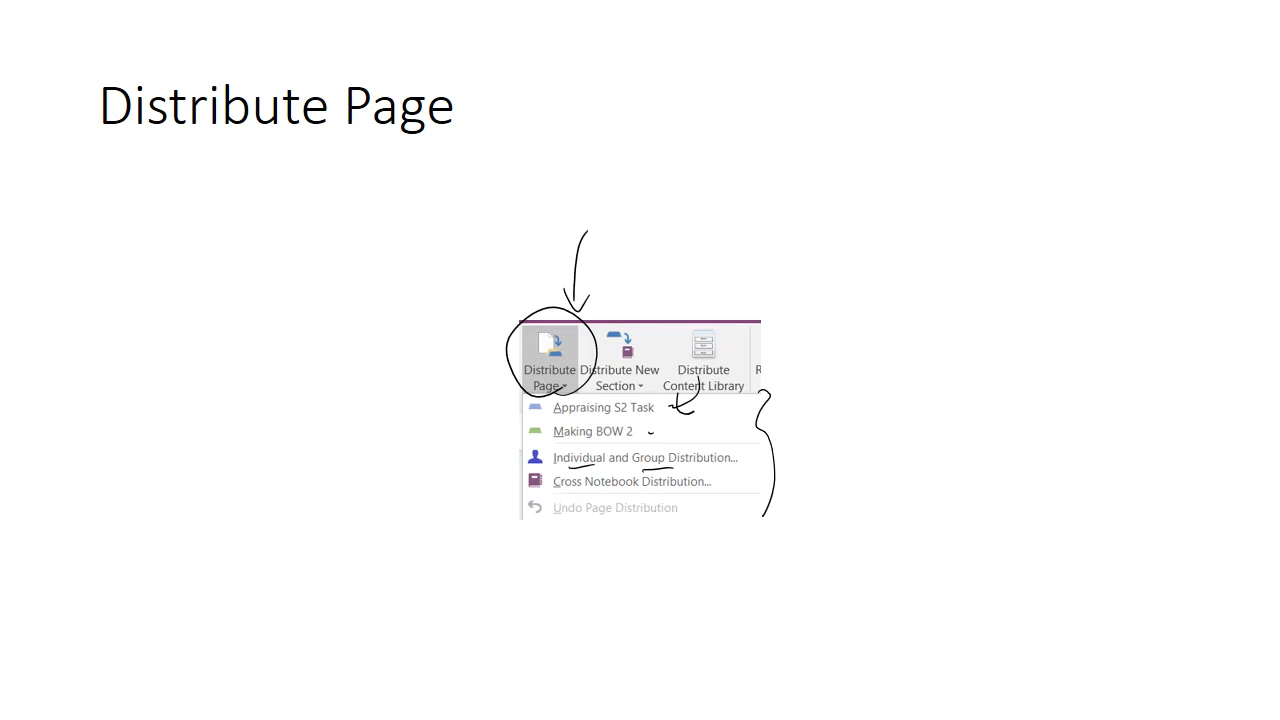 Distribute Page
Distribute Distribute New Distribute
Page Section Content Library
Appraising S2 Task
Making BOW 2
Individual and Group Distribution...
Cross Notebook Distribution...
Undo Page Distribution